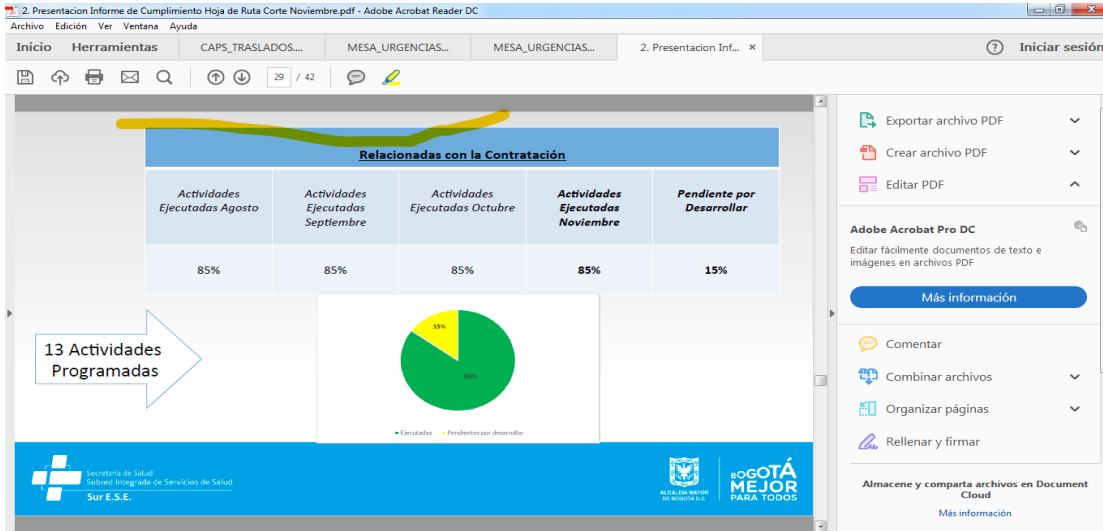 2. Presentacion Informe de Cumplimiento Hoja de Ruta Corte Noviembre.pdf - Adobe Acrobat Reader DC
Archivo Edición Ver Ventana Ayuda
Inicio Herramientas CAPS_TRASLADOS.... MESA_URGENCIAS... MESA_URGENCIAS... 2. Presentacion Inf... × ? Iniciar sesión
29 / 42
Relacionadas con la Contratación
Actividades Ejecutadas Agosto
Actividades Ejecutadas Septiembre
Actividades Ejecutadas Octubre
Actividades Ejecutadas Noviembre
Pendiente por Desarrollar
85% 85% 85% 85% 15%
13 Actividades
Programadas
15%
85%
Ejecutadas Pendientes por desarrollar
Secretaría de Salud
Subred Integrada de Servicios de Salud
Sur E.S.E.
ALCALDÍA MAYOR
DE BOGOTÁ D.C.
BOGOTÁ
MEJOR
PARA TODOS
Exportar archivo PDF
Crear archivo PDF
Editar PDF
Adobe Acrobat Pro DC
Editar fácilmente documentos de texto e
imágenes en archivos PDF
Más información
Comentar
Combinar archivos
Organizar páginas
Rellenar y firmar
Almacene y comparta archivos en Document
Cloud
Más información